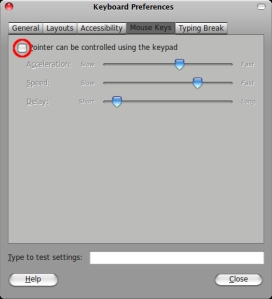 Keyboard Preferences
General Layouts Accessibility Mouse Keys Typing Break
Pointer can be controlled using the keypad
Acceleration: Slow Fast
Speed: Slow Fast
Delay: Short Long
Type to test settings:
Help Close